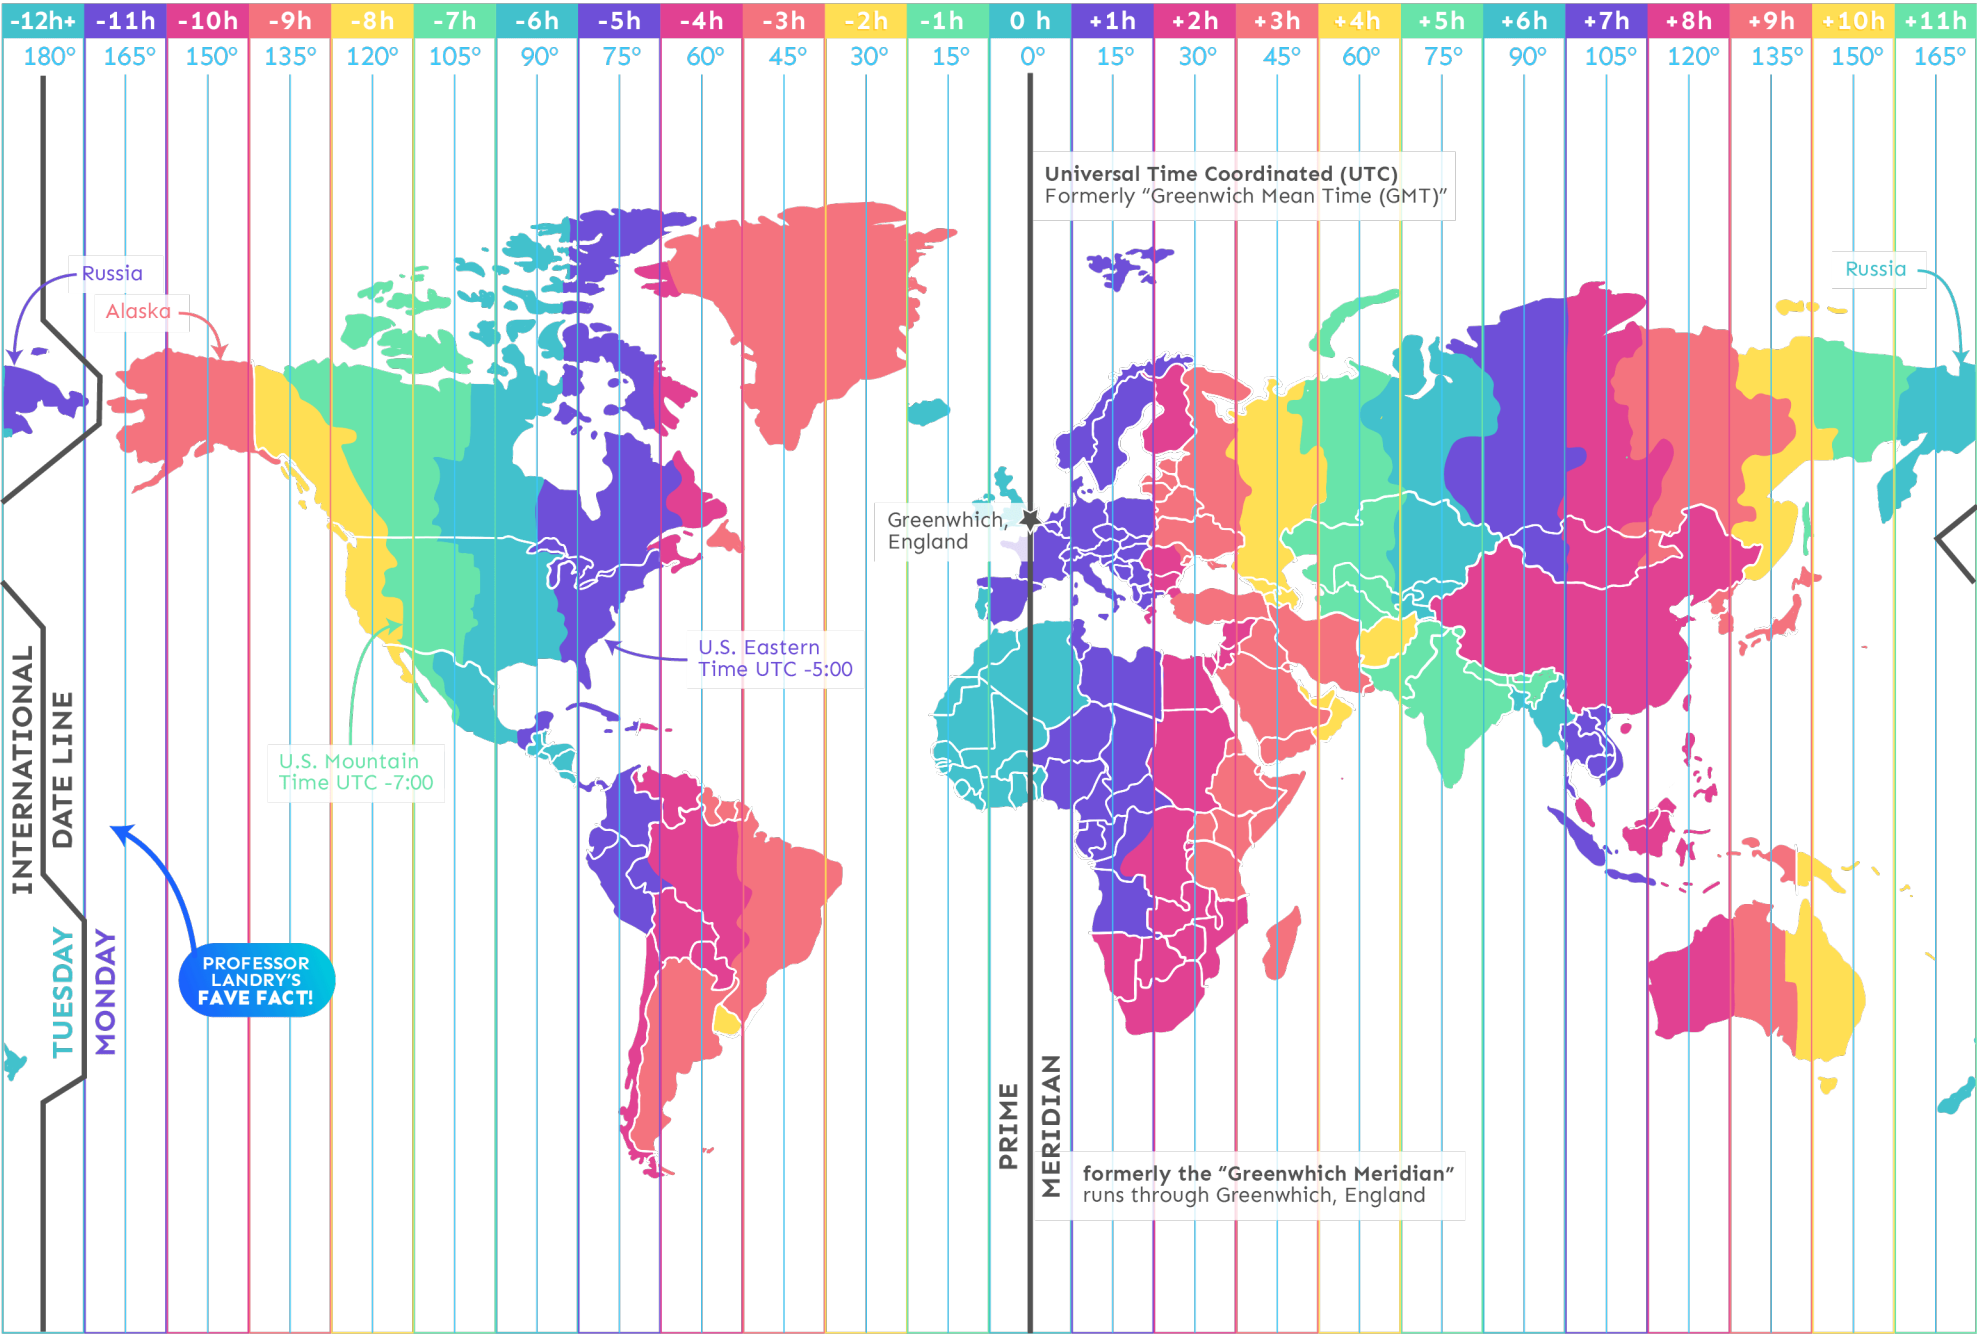 -12h+ -11h -10h -9h -8h -7h -6h -5h -4h -3h -2h -1h 0 h +1h +2h +3h +4h +5h +6h +7h +8h +9h +10h +11h
180° 165° 150° 135° 120° 105° 90° 75° 60° 45° 30° 15° 0° 15° 30° 45° 60° 75° 90° 105° 120° 135° 150° 165°
Universal Time Coordinated (UTC)
Formerly “Greenwich Mean Time (GMT)”
Russia
Alaska
Russia
Greenwhich,
England
U.S. Eastern
Time UTC -5:00
U.S. Mountain
Time UTC -7:00
INTERNATIONAL
DATE LINE
TUESDAY
MONDAY
PROFESSOR
LANDRY’S
FAVE FACT!
PRIME
MERIDIAN
formerly the “Greenwhich Meridian”
runs through Greenwhich, England